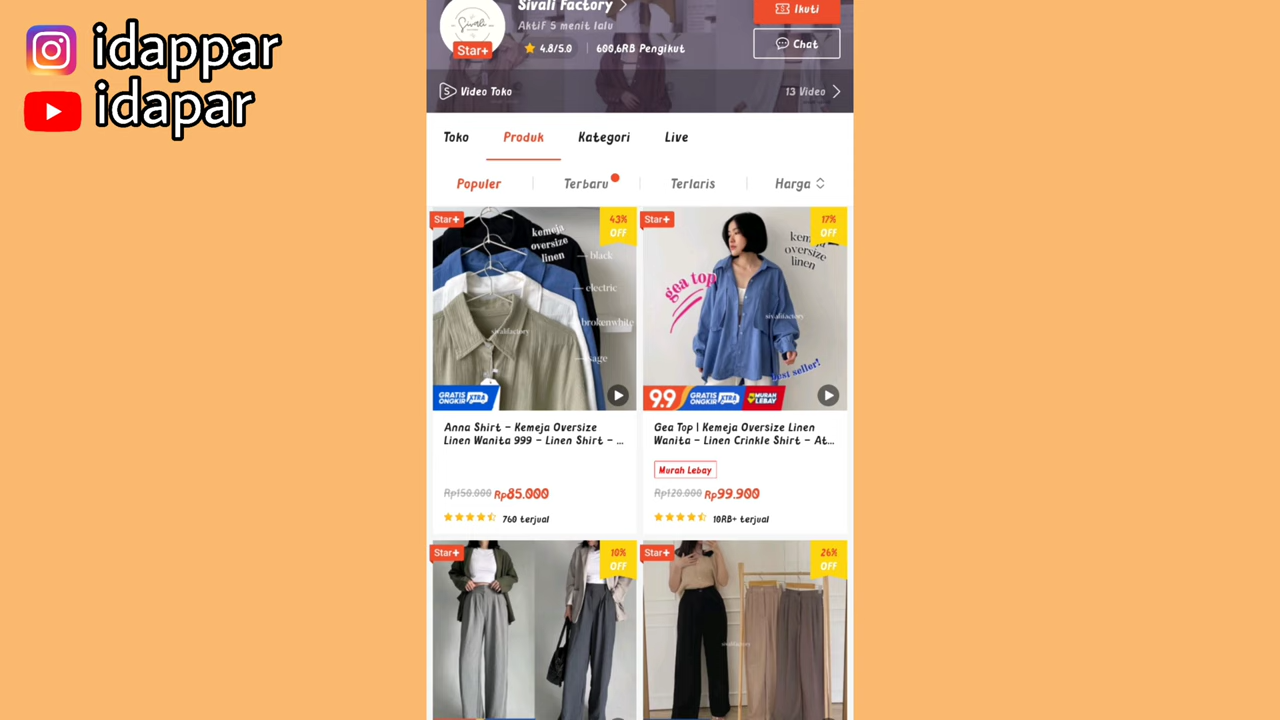 idappar
idapar
Sivali Factory
Aktif 5 menit lalu
Sivali
Star+
4.8/5.0
600,6RB Pengikut
Ikuti
Chat
Video Toko
13 Video
Toko
Produk
Kategori
Live
Populer
Terbaru
Terlaris
Harga
Star+
43%
OFF
kemeja
oversize
linen
black
electric
brokenwhite
sage
sivalifactory
GRATIS
ONGKIR
XTRA
Anna Shirt – Kemeja Oversize
Linen Wanita 999 – Linen Shirt – ...
Rp150.000 Rp85.000
760 terjual
Star+
17%
OFF
oversize
linen
gea top
sivalifactory
best seller!
9.9
GRATIS
ONGKIR
XTRA
MURAH
LEBAY
Gea Top | Kemeja Oversize Linen
Wanita – Linen Crinkle Shirt – At...
Murah Lebay
Rp120.000 Rp99.900
10RB+ terjual
Star+
10%
OFF
Star+
26%
OFF